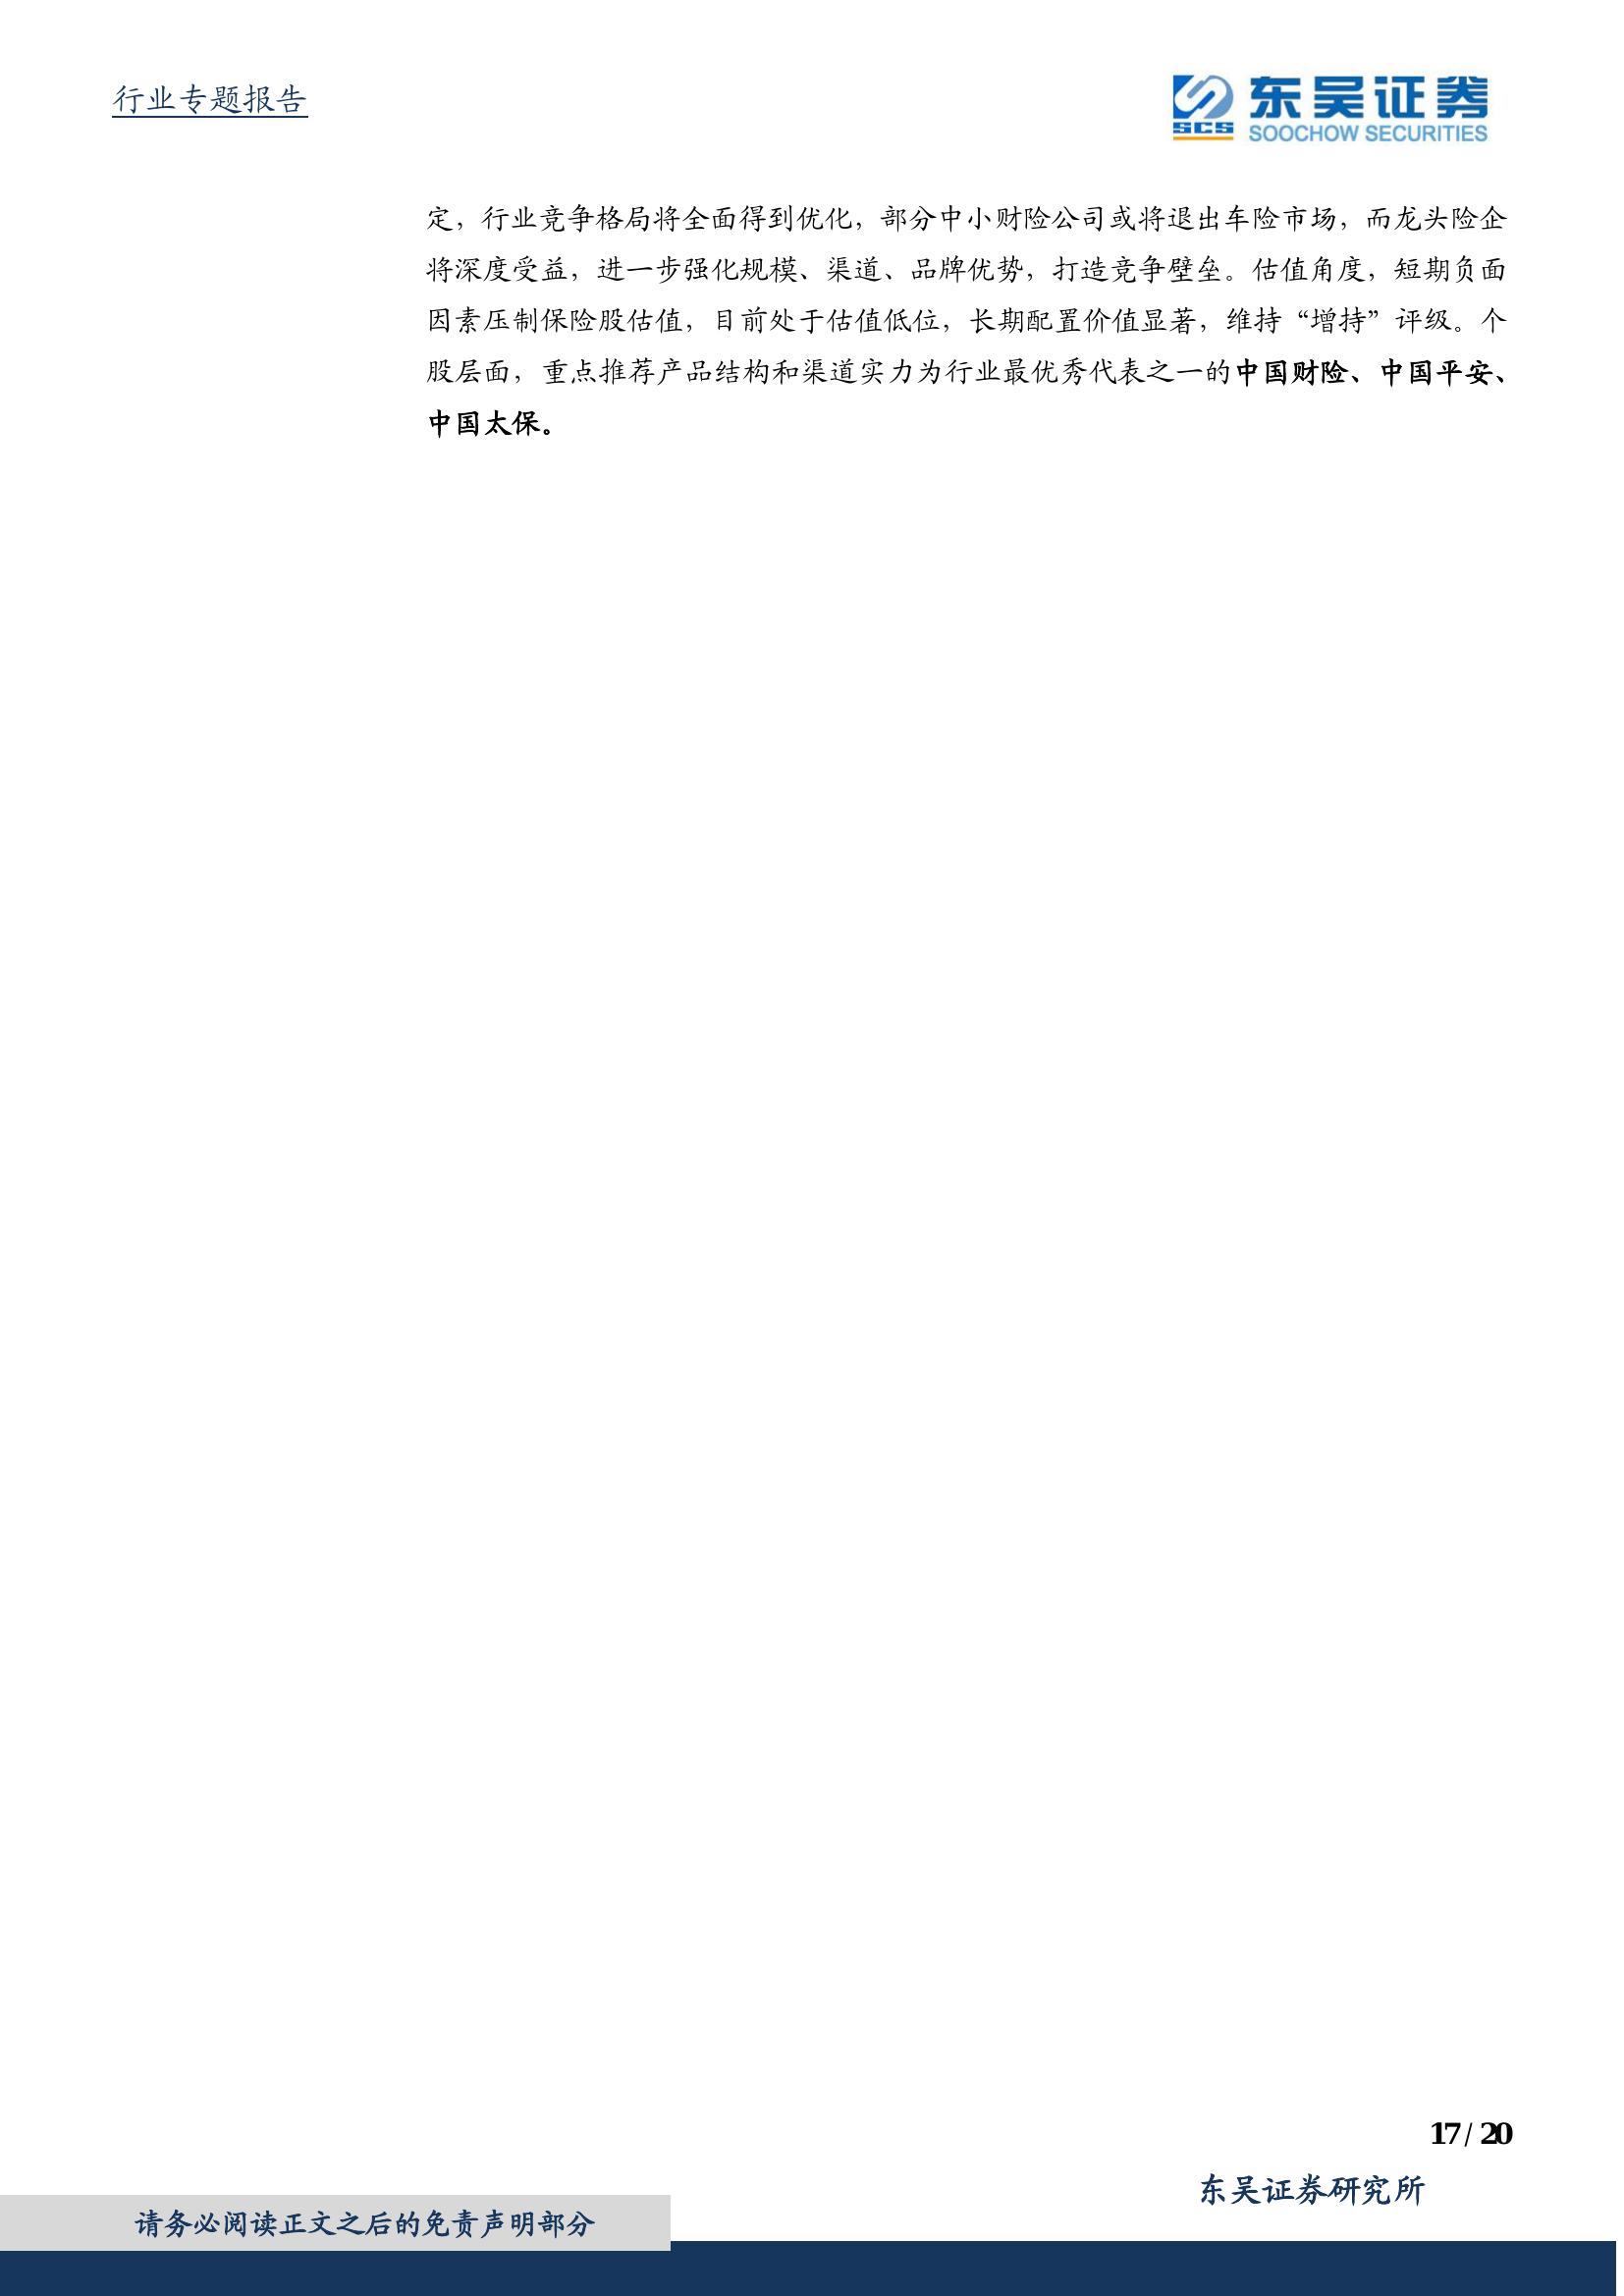 行业专题报告
SCS 东吴证券
SOOCHOW SECURITIES
定，行业竞争格局将全面得到优化，部分中小财险公司或将退出车险市场，而龙头险企
将深度受益，进一步强化规模、渠道、品牌优势，打造竞争壁垒。估值角度，短期负面
因素压制保险股估值，目前处于估值低位，长期配置价值显著，维持“增持”评级。个
股层面，重点推荐产品结构和渠道实力为行业最优秀代表之一的中国财险、中国平安、
中国太保。
17 / 20
东吴证券研究所
请务必阅读正文之后的免责声明部分